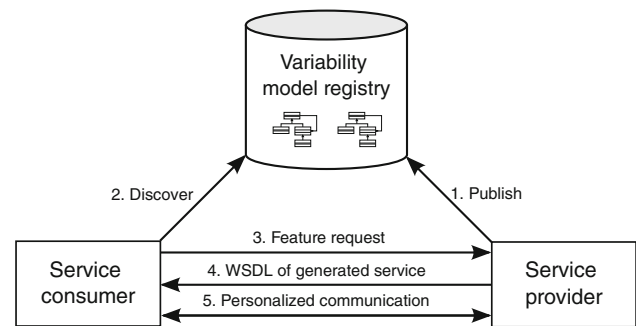 Variability
model registry
2. Discover
1. Publish
3. Feature request
4. WSDL of generated service
5. Personalized communication
Service
consumer
Service
provider